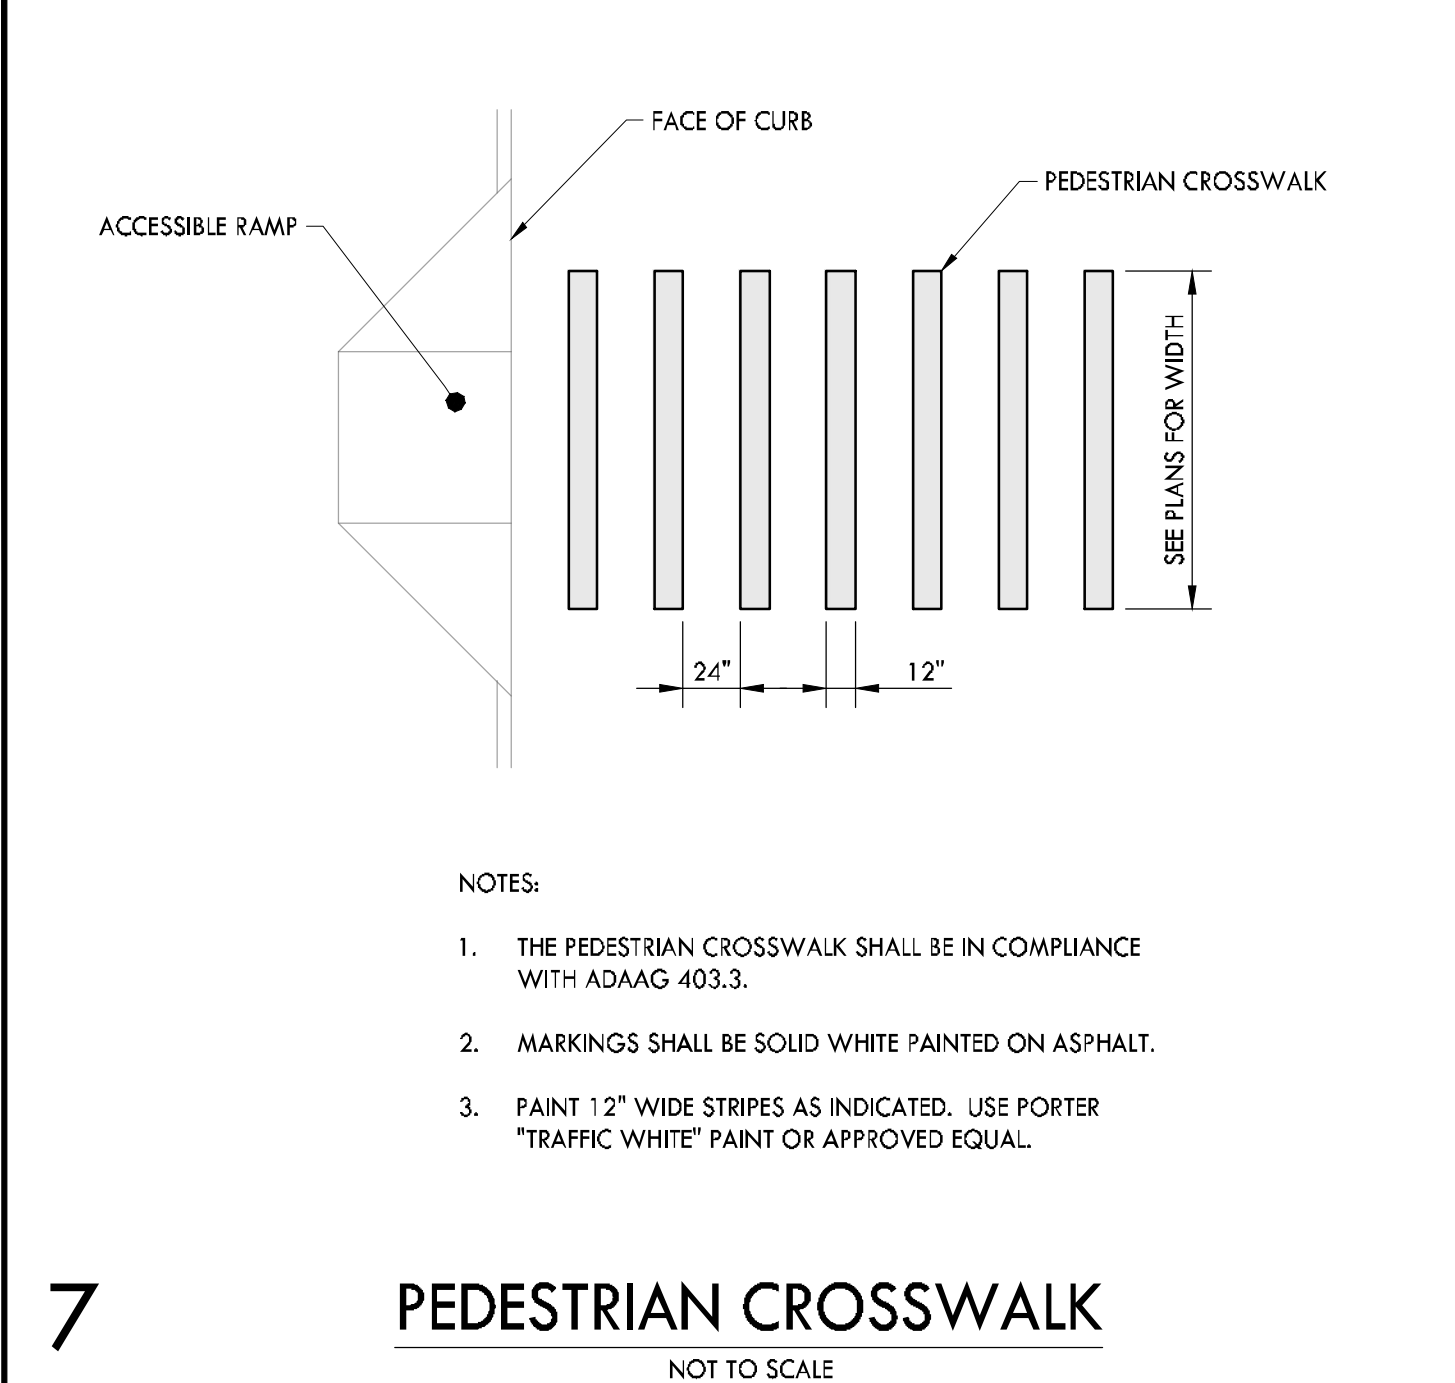 FACE OF CURB
PEDESTRIAN CROSSWALK
ACCESSIBLE RAMP
SEE PLANS FOR WIDTH
24" 12"
NOTES:
1. THE PEDESTRIAN CROSSWALK SHALL BE IN COMPLIANCE
WITH ADAAG 403.3.
2. MARKINGS SHALL BE SOLID WHITE PAINTED ON ASPHALT.
3. PAINT 12" WIDE STRIPES AS INDICATED. USE PORTER
"TRAFFIC WHITE" PAINT OR APPROVED EQUAL.
7 PEDESTRIAN CROSSWALK
NOT TO SCALE